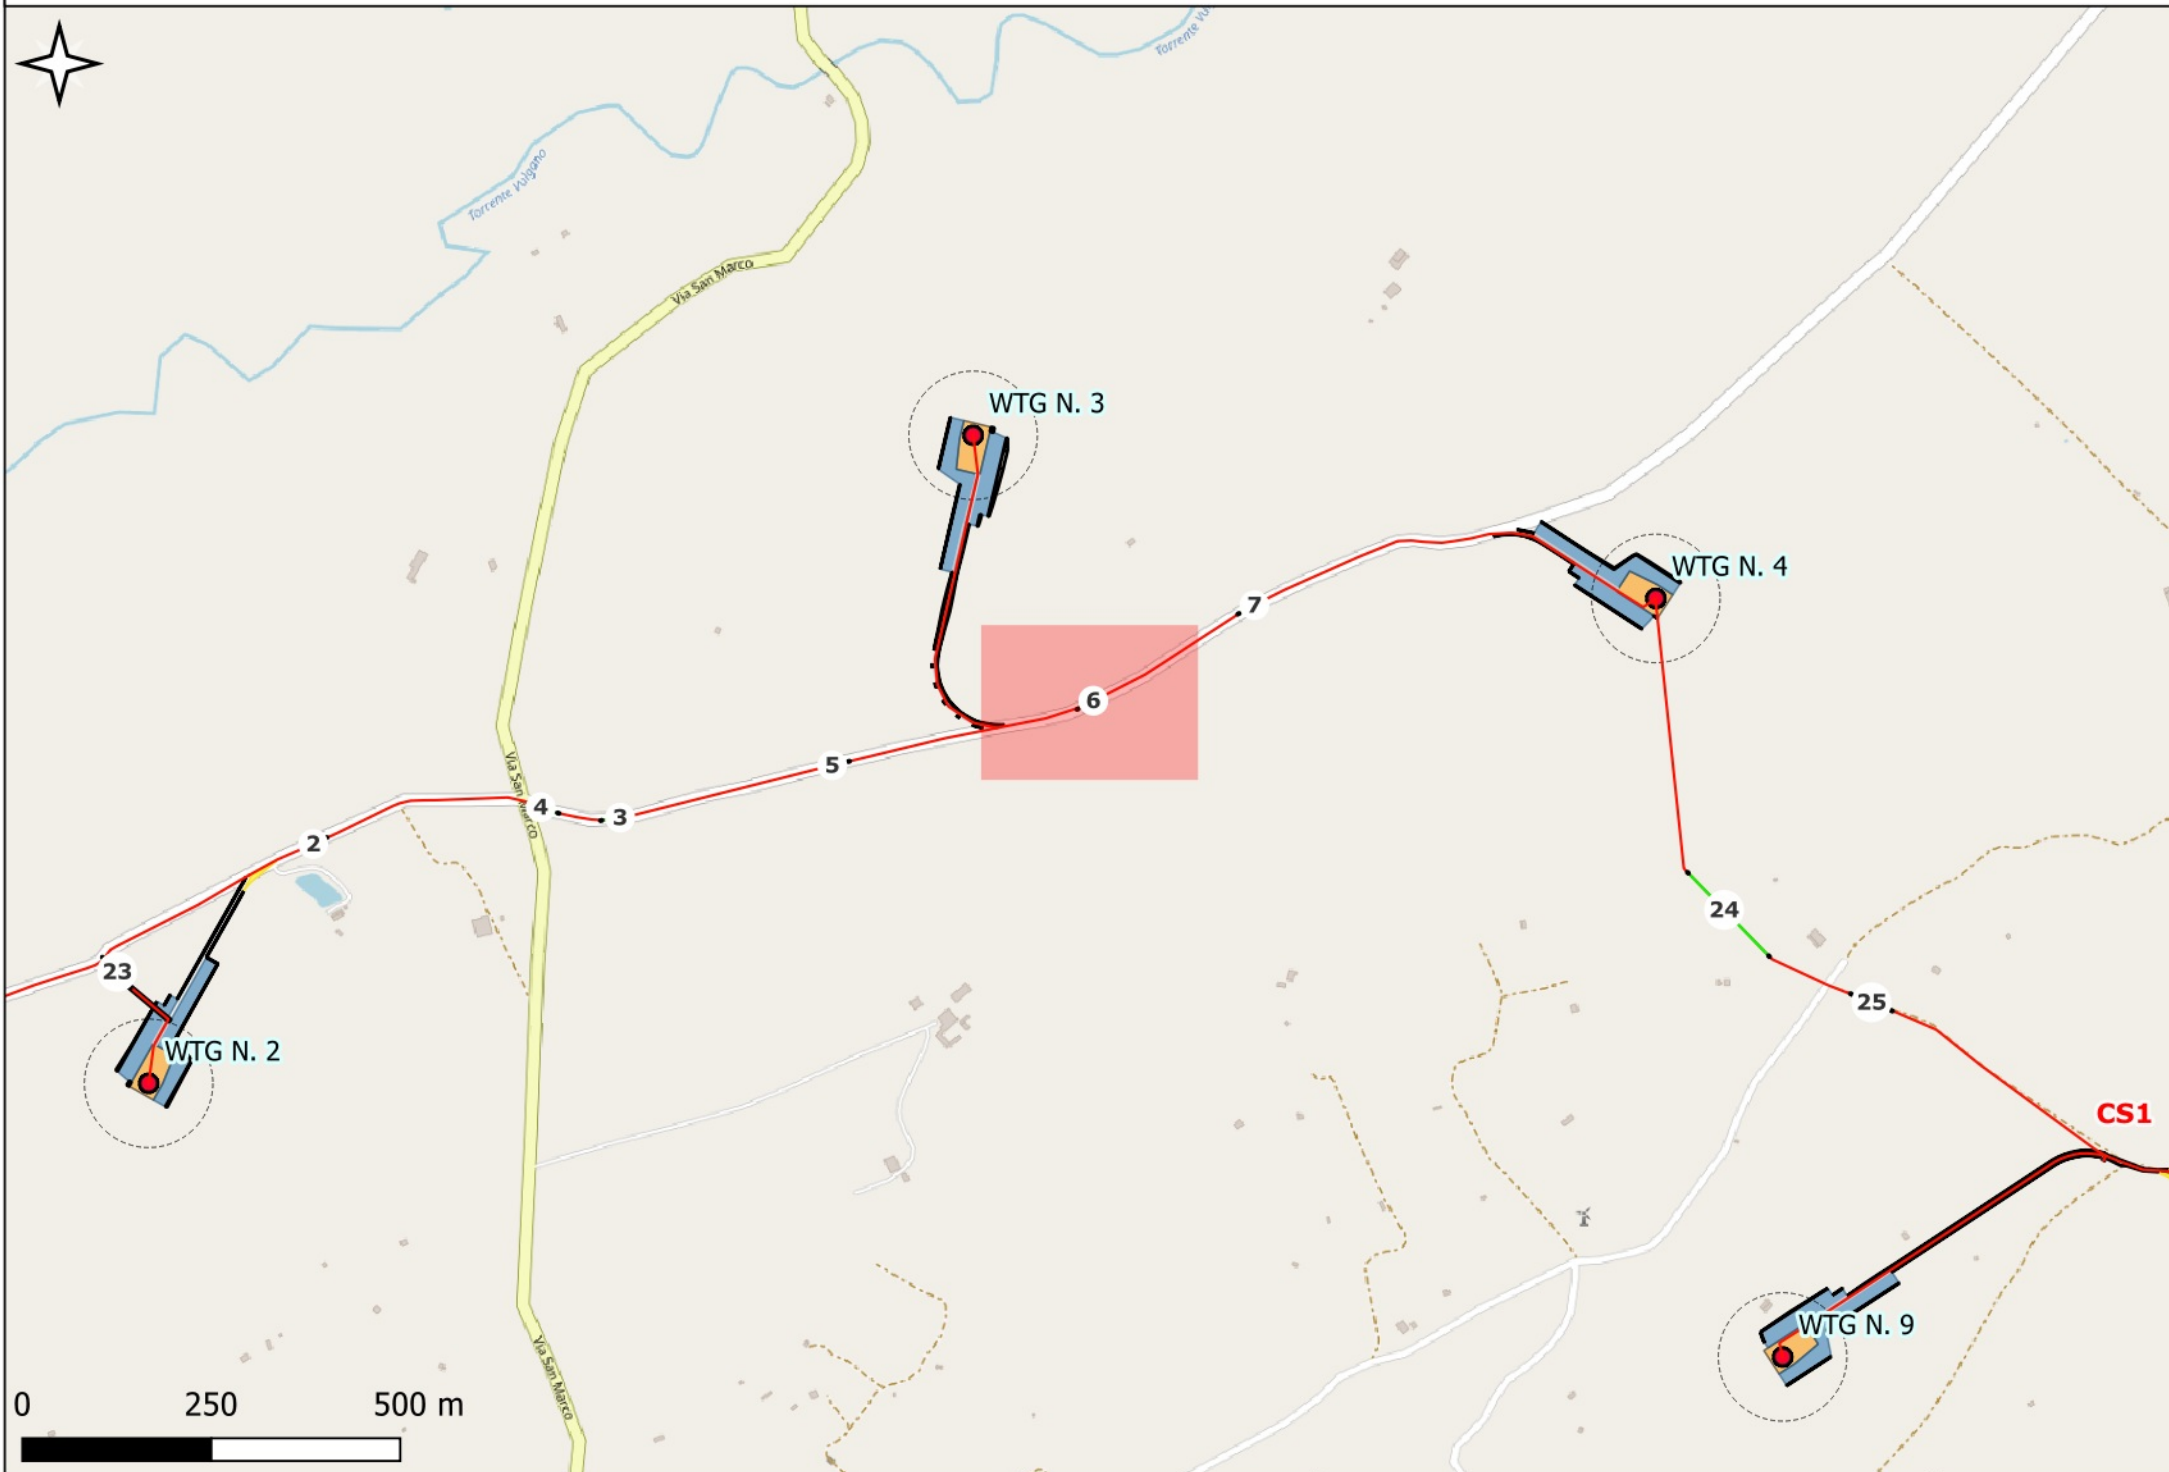 Torrente Vul
Torrente Vulgano
Via San Marco
WTG N. 3
WTG N. 4
7
6
5
Via San Marco
4
3
2
24
23
25
WTG N. 2
CS1
WTG N. 9
Via San Marco
0 250 500 m